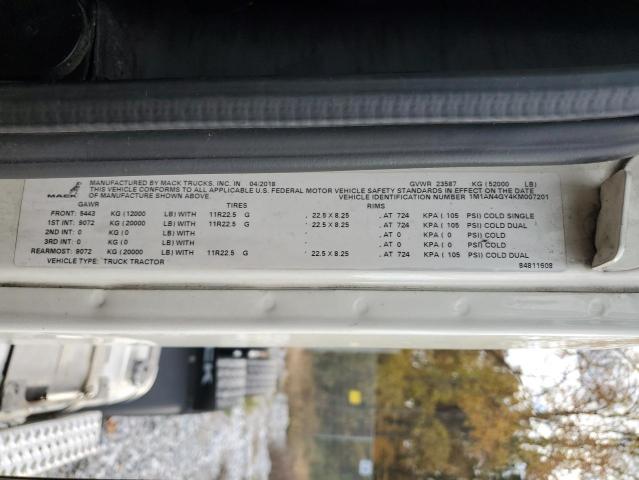 MANUFACTURED BY MACK TRUCKS, INC. IN 04/2018 GVWR 23587 KG (52000 LB)
THIS VEHICLE CONFORMS TO ALL APPLICABLE U.S. FEDERAL MOTOR VEHICLE SAFETY STANDARDS IN EFFECT ON THE DATE
MACK OF MANUFACTURE SHOWN ABOVE. VEHICLE IDENTIFICATION NUMBER 1M1AN4GY4KM007201
GAWR TIRES RIMS
FRONT: 5443 KG (12000 LB) WITH 11R22.5 G , 22.5 X 8.25 , AT 724 KPA ( 105 PSI) COLD SINGLE
1ST INT: 9072 KG (20000 LB) WITH 11R22.5 G , 22.5 X 8.25 , AT 724 KPA ( 105 PSI) COLD DUAL
2ND INT: 0 KG (0 LB) WITH , , AT 0 KPA ( 0 PSI) COLD
3RD INT: 0 KG (0 LB) WITH , , AT 0 KPA ( 0 PSI) COLD
REARMOST: 9072 KG (20000 LB) WITH 11R22.5 G , 22.5 X 8.25 , AT 724 KPA ( 105 PSI) COLD DUAL
VEHICLE TYPE: TRUCK TRACTOR 84811608